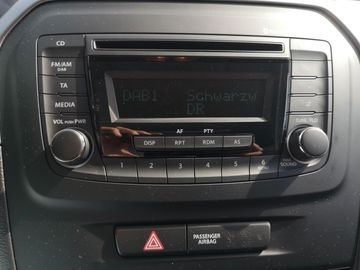 CD
FM/AM
DAB
TA
MEDIA
VOL PUSH PWR
DAB1 Schwarzw
DR
AF PTY
DISP RPT RDM AS
1 2 3 4 5 6
TUNE/FLD
SOUND
PASSENGER
AIRBAG